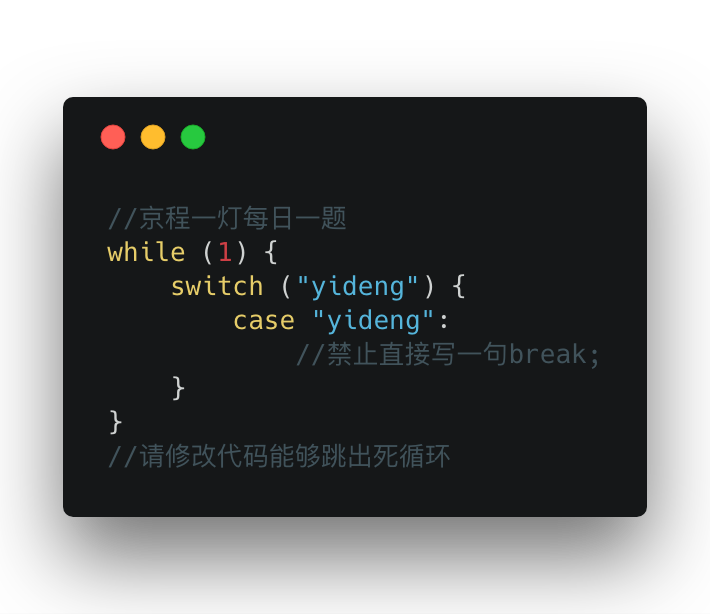 //京程一灯每日一题
while (1) {
    switch ("yideng") {
        case "yideng":
            //禁止直接写一句break;
    }
}
//请修改代码能够跳出死循环